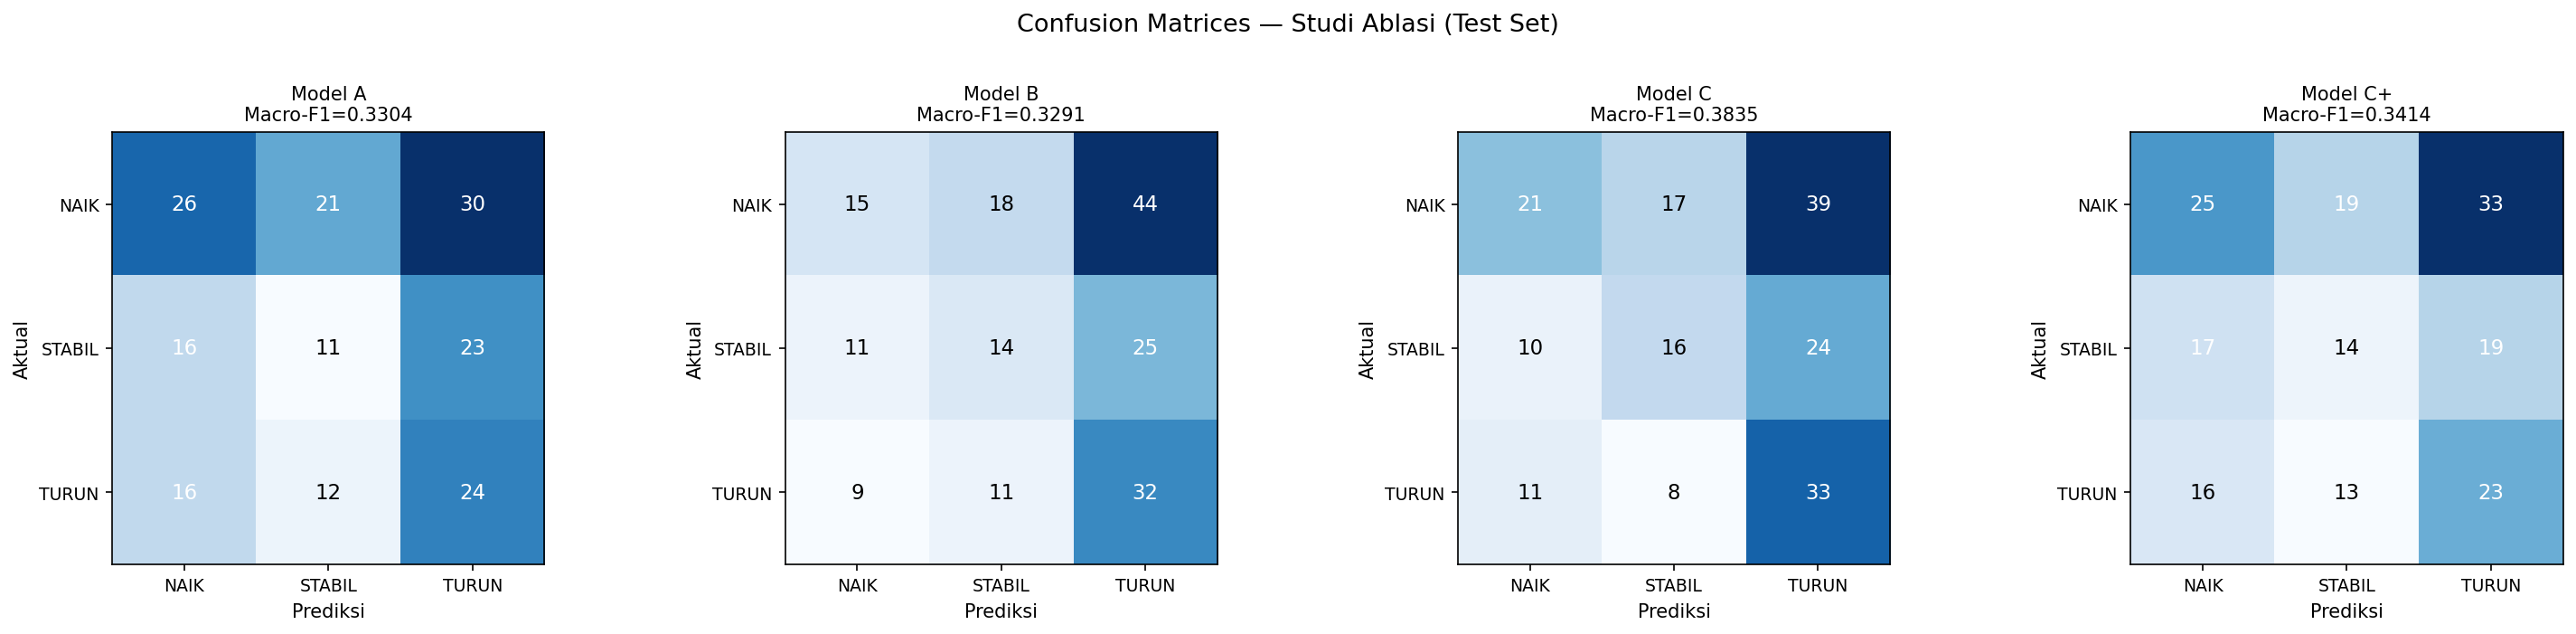 Confusion Matrices — Studi Ablasi (Test Set)
Model A
Macro-F1=0.3304
Aktual
NAIK 26 21 30
STABIL 16 11 23
TURUN 16 12 24
NAIK STABIL TURUN
Prediksi
Model B
Macro-F1=0.3291
Aktual
NAIK 15 18 44
STABIL 11 14 25
TURUN 9 11 32
NAIK STABIL TURUN
Prediksi
Model C
Macro-F1=0.3835
Aktual
NAIK 21 17 39
STABIL 10 16 24
TURUN 11 8 33
NAIK STABIL TURUN
Prediksi
Model C+
Macro-F1=0.3414
Aktual
NAIK 25 19 33
STABIL 17 14 19
TURUN 16 13 23
NAIK STABIL TURUN
Prediksi